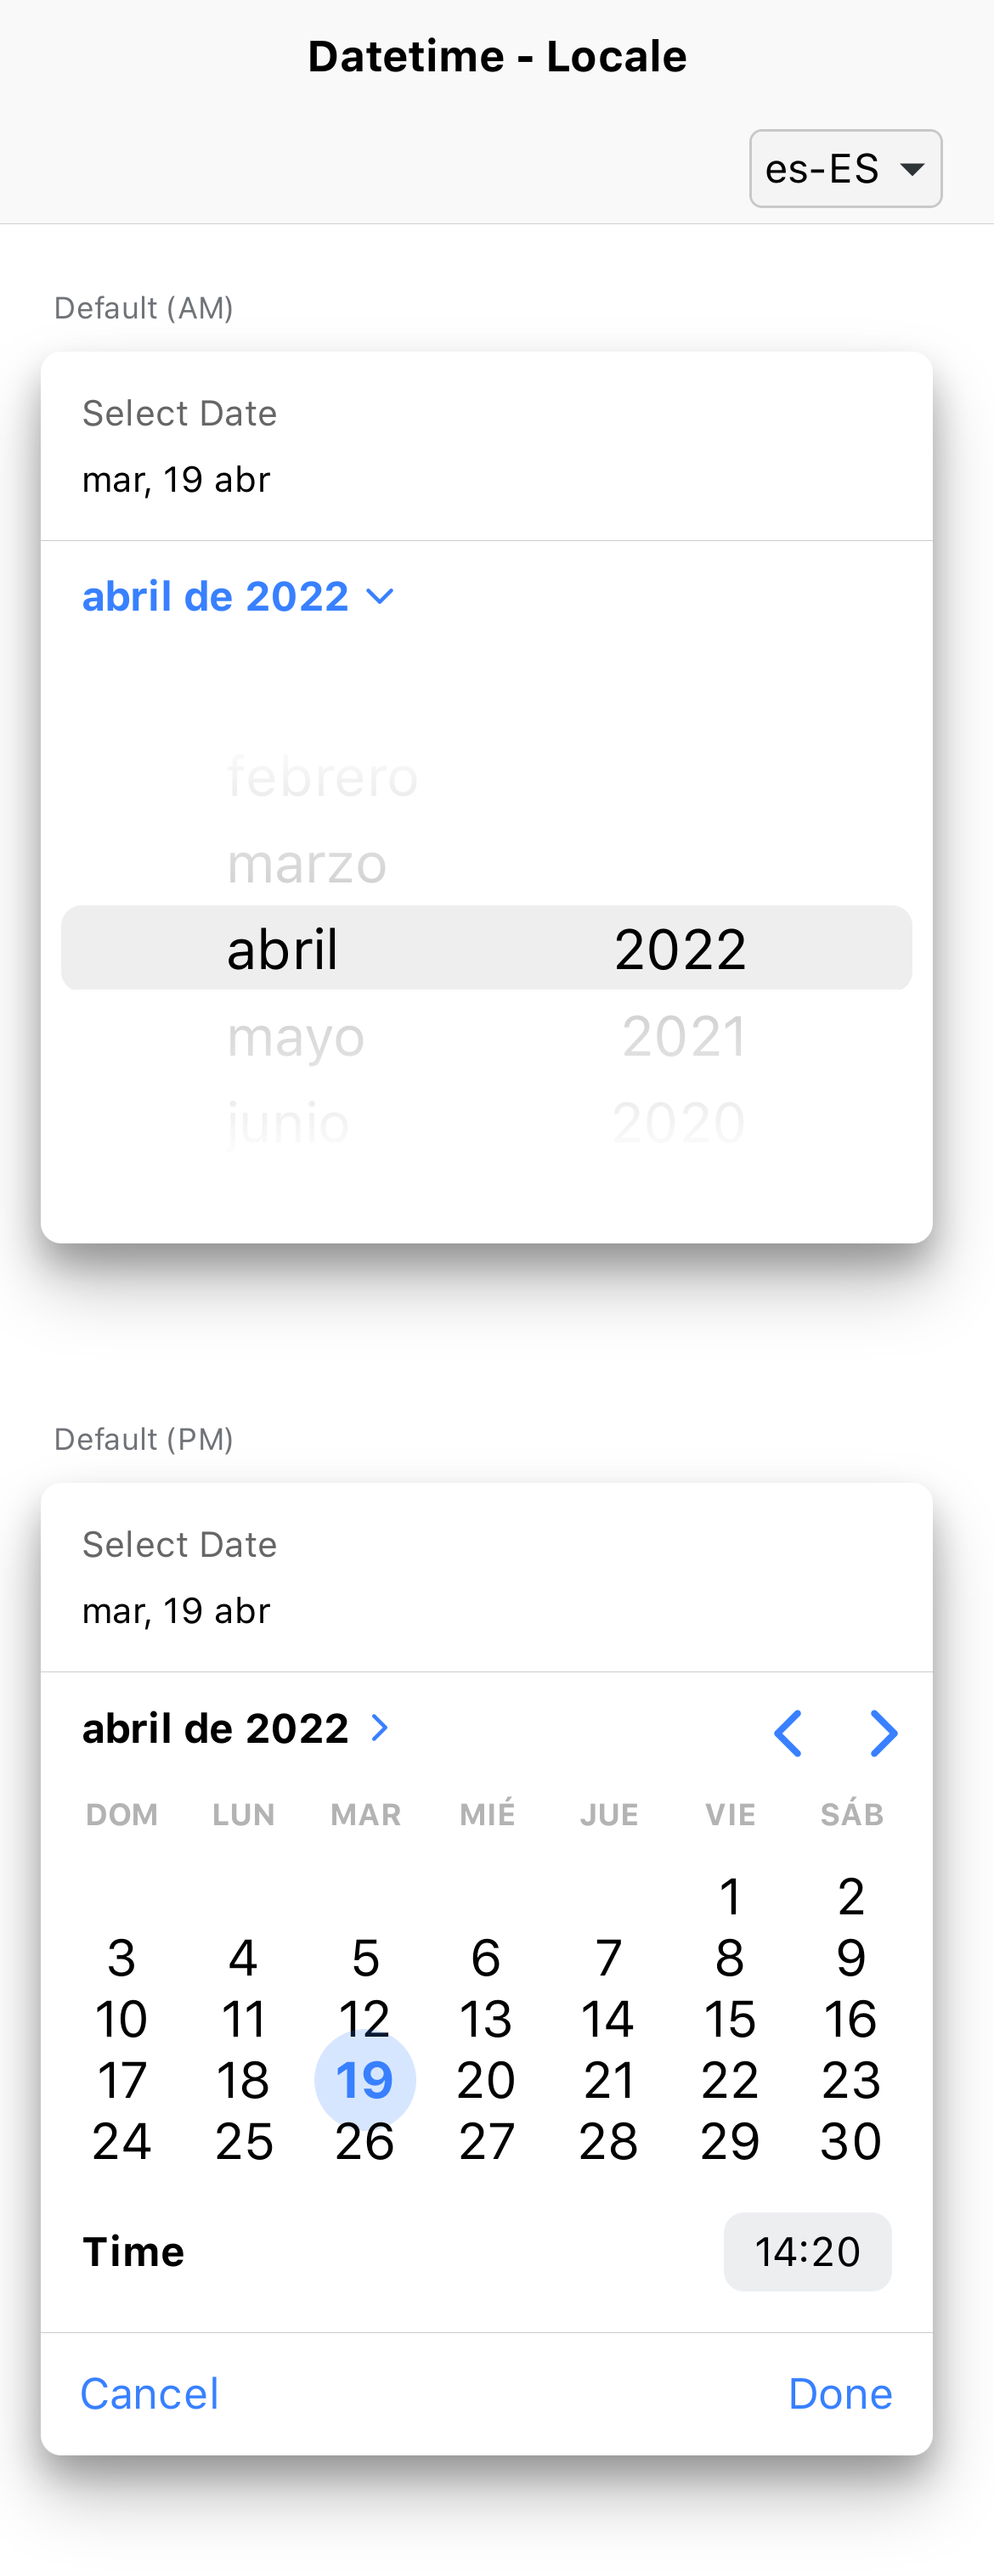 Datetime - Locale
es-ES
Default (AM)
Select Date
mar, 19 abr
abril de 2022
febrero
marzo
abril 2022
mayo 2021
junio 2020
Default (PM)
Select Date
mar, 19 abr
abril de 2022
DOM LUN MAR MIÉ JUE VIE SÁB
1 2
3 4 5 6 7 8 9
10 11 12 13 14 15 16
17 18 19 20 21 22 23
24 25 26 27 28 29 30
Time 14:20
Cancel Done